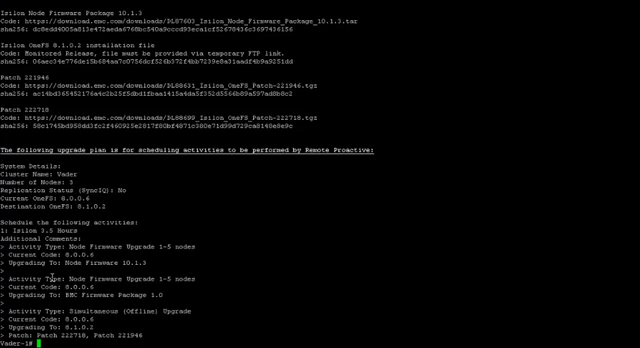 Isilon Node Firmware Package 10.1.3
Code: https://download.emc.com/downloads/DL87603_Isilon_Node_Firmware_Package_10.1.3.tar
sha256:
Isilon OneFS 8.1.0.2 installation file
Code: Monitored Release, file must be provided via temporary FTP link.
sha256:
Patch 221946
Code: https://download.emc.com/downloads/DL88631_Isilon_OneFS_Patch-221946.tgz
sha256:
Patch 222718
Code: https://download.emc.com/downloads/DL88699_Isilon_OneFS_Patch-222718.tgz
sha256:
The following upgrade plan is for scheduling activities to be performed by Remote Proactive:
System Details:
Cluster Name: Vader
Number of Nodes: 3
Replication Status (SyncIQ): No
Current OneFS: 8.0.0.6
Destination OneFS: 8.1.0.2
Schedule the following activities:
1: Isilon 3.5 Hours
Additional Comments:
> Activity Type: Node Firmware Upgrade 1-5 nodes
> Current Code: 8.0.0.6
> Upgrading To: Node Firmware 10.1.3
>
> Activity Type: Node Firmware Upgrade 1-5 nodes
> Current Code: 8.0.0.6
> Upgrading To: BMC Firmware Package 1.0
>
> Activity Type: Simultaneous (Offline) Upgrade
> Current Code: 8.0.0.6
> Upgrading To: 8.1.0.2
> Patch: Patch 222718, Patch 221946
Vader-1#